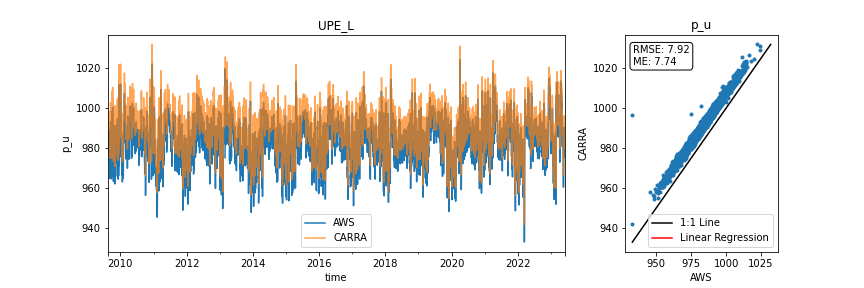 UPE_L
p_u
1020
1000
980
960
940
2010
2012
2014
2016
2018
2020
2022
time
p_u
AWS
CARRA
p_u
RMSE: 7.92
ME: 7.74
1020
1000
980
960
940
950
975
1000
1025
AWS
CARRA
1:1 Line
Linear Regression